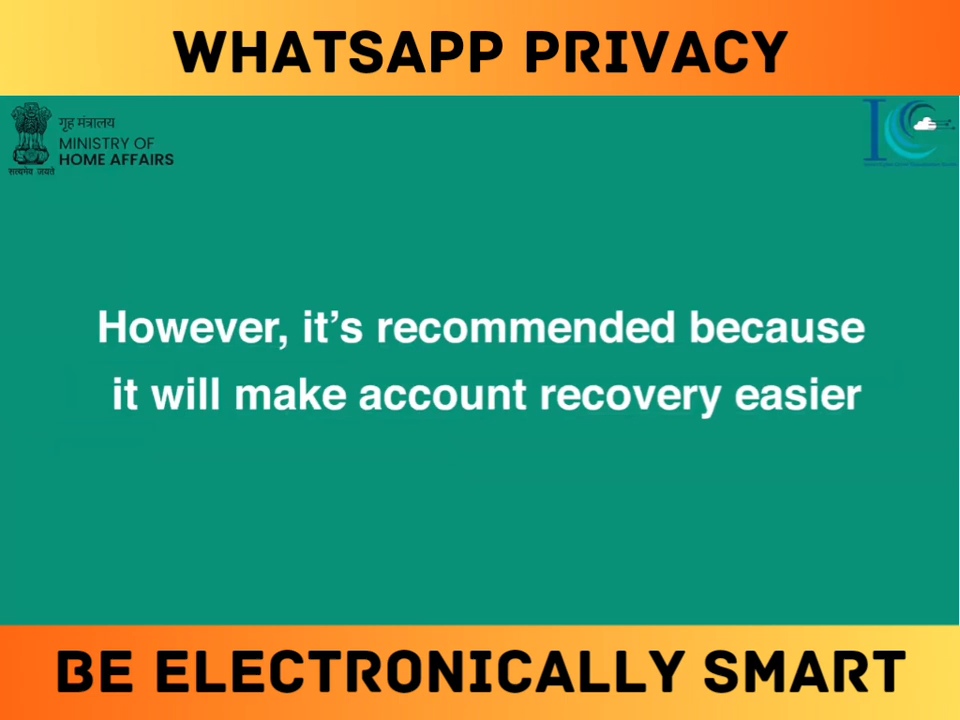 WHATSAPP PRIVACY
गृह मंत्रालय
MINISTRY OF
HOME AFFAIRS
सत्यमेव जयते
However, it's recommended because
it will make account recovery easier
BE ELECTRONICALLY SMART